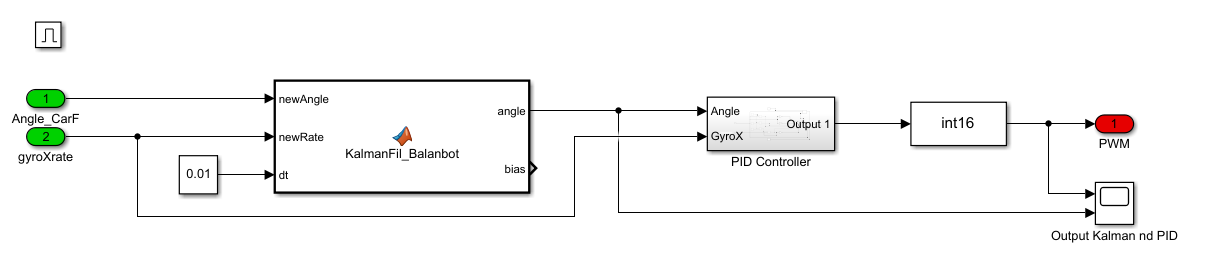 1
Angle_CarF
2
gyroXrate
0.01
newAngle
newRate
dt
KalmanFil_Balanbot
angle
bias
Angle
GyroX
Output 1
PID Controller
int16
1
PWM
Output Kalman nd PID